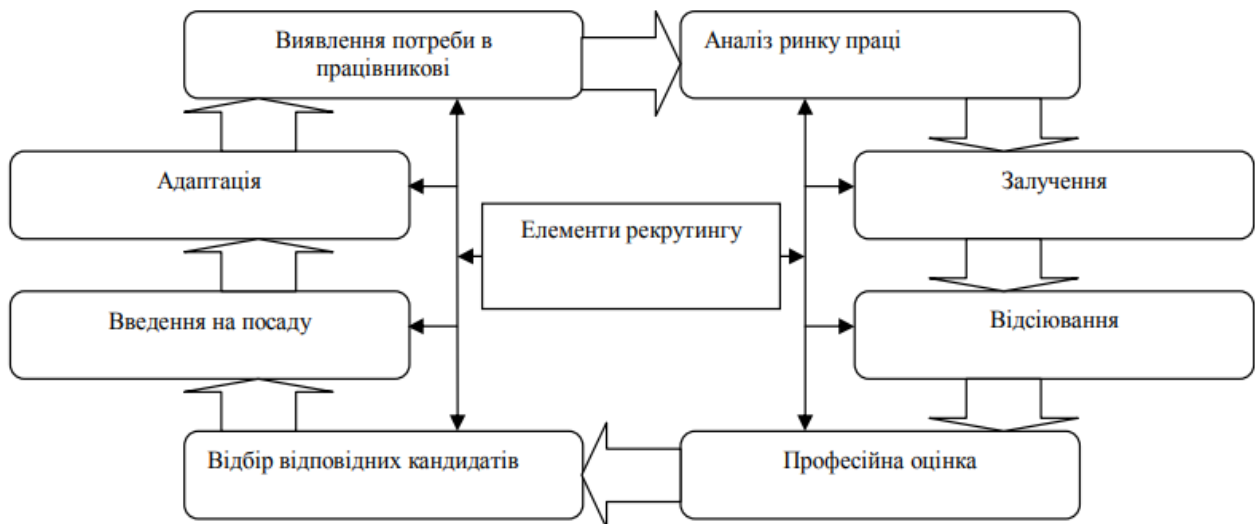 Виявлення потреби в
працівникові
Аналіз ринку праці
Адаптація
Залучення
Елементи рекрутингу
Введення на посаду
Відсіювання
Відбір відповідних кандидатів
Професійна оцінка